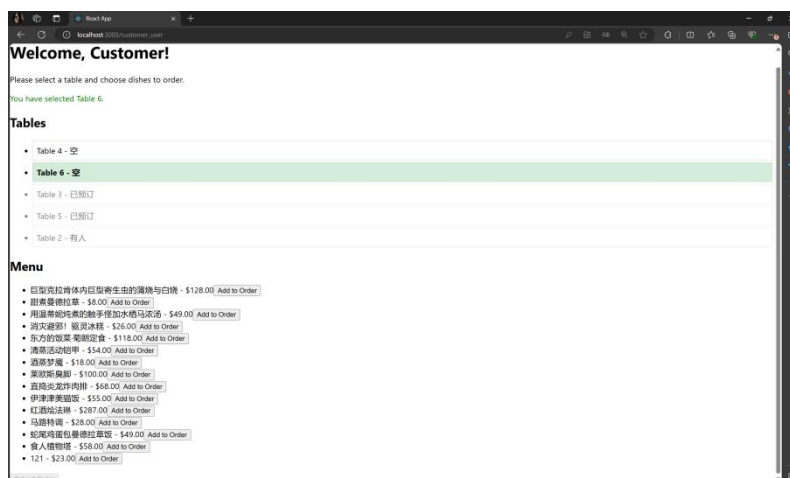 React App
localhost:3000/customer_user
Welcome, Customer!
Please select a table and choose dishes to order.
You have selected Table 6.
Tables
Table 4 - 空
Table 6 - 空
Table 3 - 已预订
Table 5 - 已预订
Table 2 - 有人
Menu
巨型克拉肯体内巨型寄生虫的蒲烧与白烧 - $128.00 Add to Order
甜煮曼德拉草 - $8.00 Add to Order
用温蒂妮炖煮的触手怪加水栖马浓汤 - $49.00 Add to Order
消灾避邪！驱灵冰糕 - $26.00 Add to Order
东方的饭菜·菊朗定食 - $118.00 Add to Order
清蒸活动铠甲 - $54.00 Add to Order
酒蒸梦魇 - $18.00 Add to Order
莱欧斯臭脚 - $100.00 Add to Order
直捣炎龙炸肉排 - $68.00 Add to Order
伊津津美猫饭 - $55.00 Add to Order
红酒烩法琳 - $287.00 Add to Order
马路特调 - $28.00 Add to Order
蛇尾鸡蛋包曼德拉草饭 - $49.00 Add to Order
食人植物塔 - $58.00 Add to Order
121 - $23.00 Add to Order